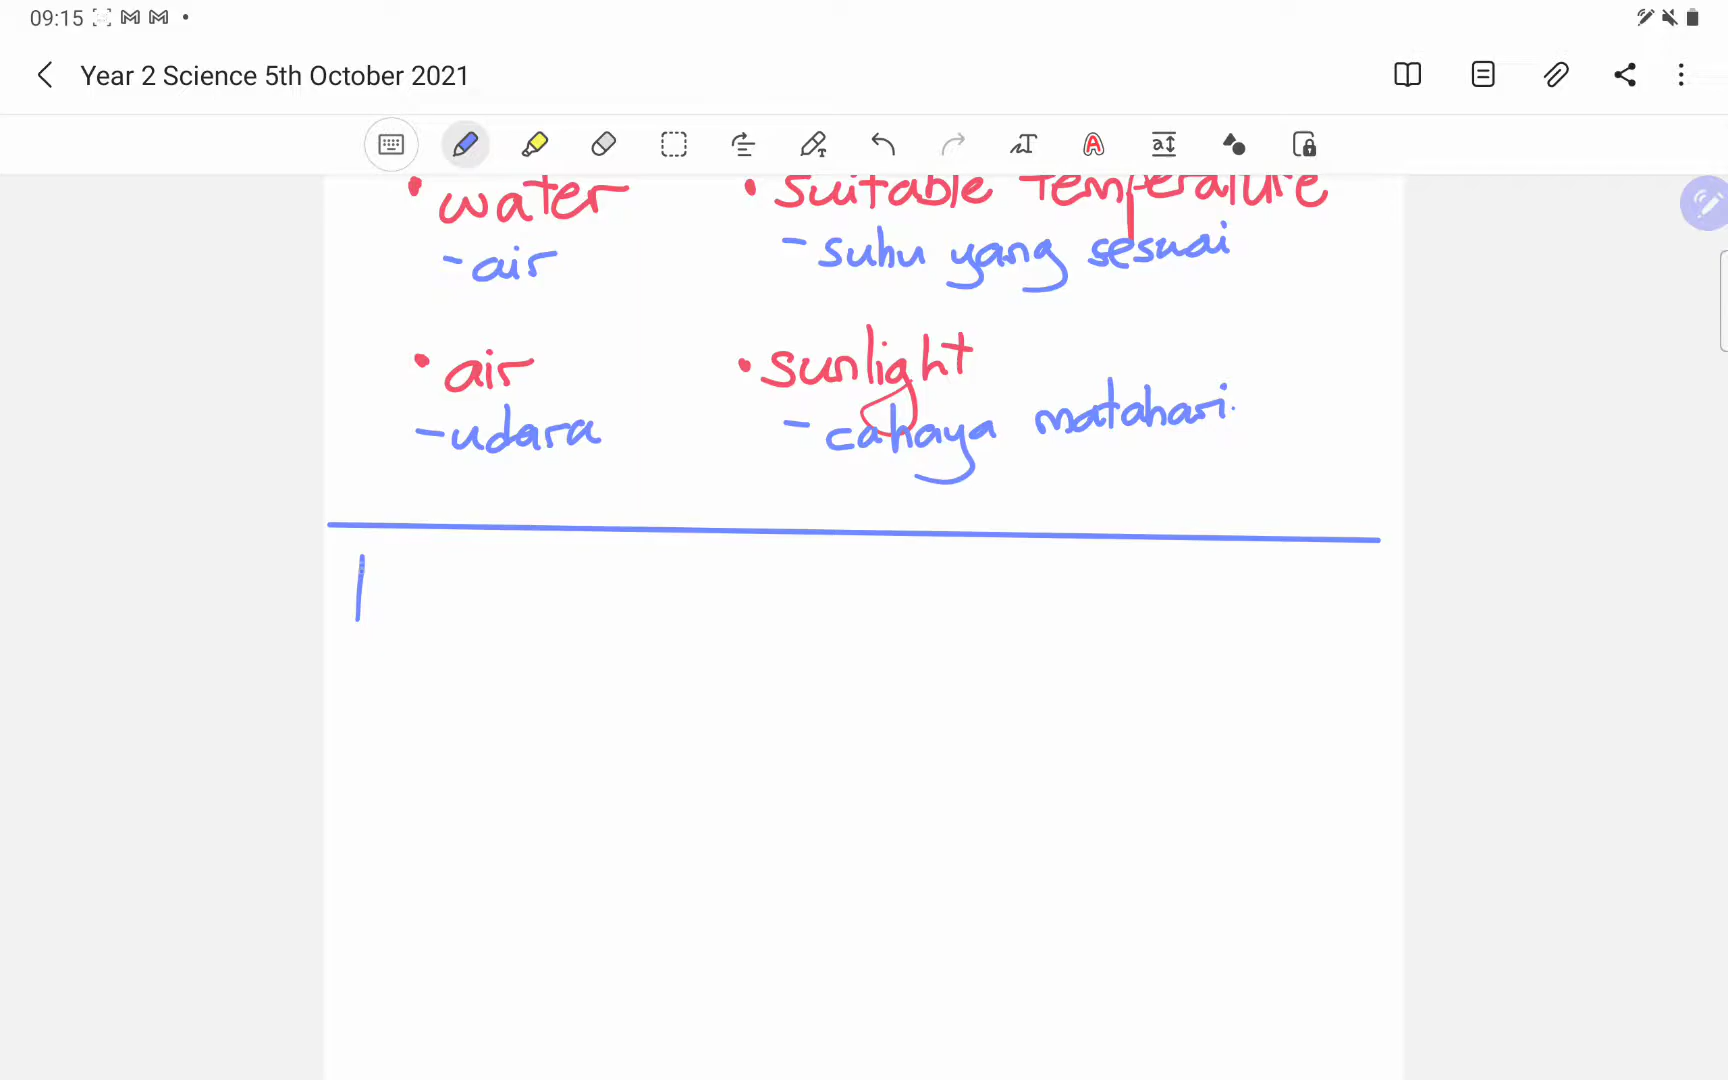 09:15
Year 2 Science 5th October 2021
• water • suitable temperature
- air - suhu yang sesuai
• air • sunlight
- udara - cahaya matahari.